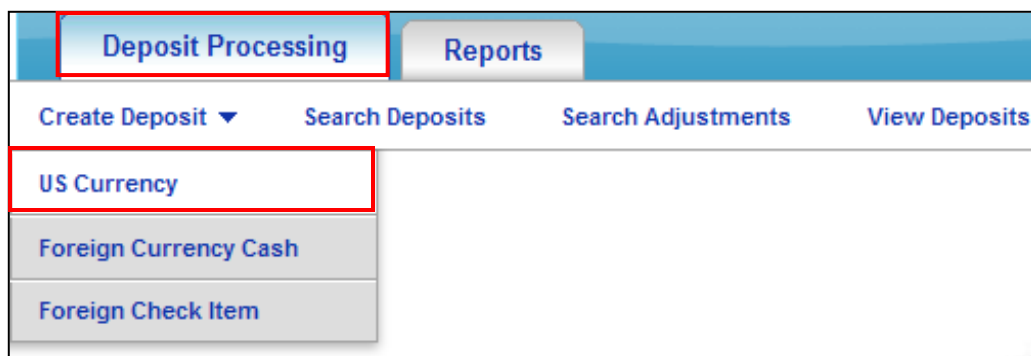 Deposit Processing Reports
Create Deposit Search Deposits Search Adjustments View Deposits
US Currency
Foreign Currency Cash
Foreign Check Item